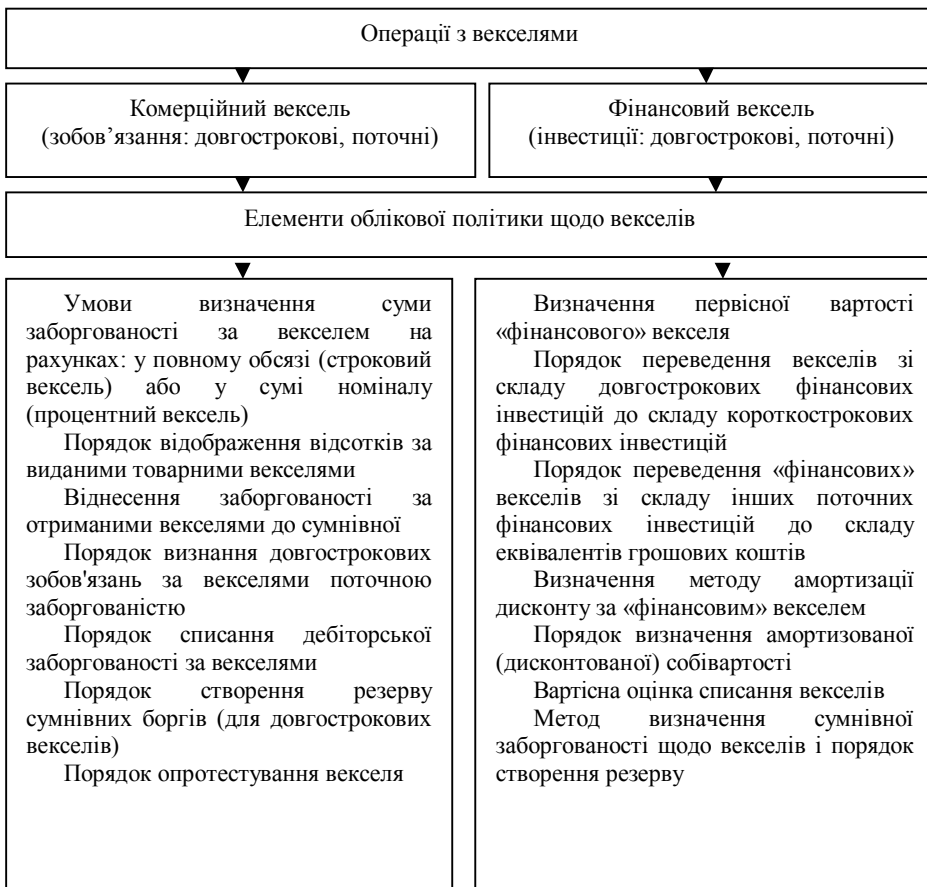 Операції з векселями
Комерційний вексель
(зобов’язання: довгострокові, поточні)
Фінансовий вексель
(інвестиції: довгострокові, поточні)
Елементи облікової політики щодо векселів
Умови визначення суми
заборгованості за векселем на
рахунках: у повному обсязі (строковий
вексель) або у сумі номіналу
(процентний вексель)
Порядок відображення відсотків за
виданими товарними векселями
Віднесення заборгованості за
отриманими векселями до сумнівної
Порядок визнання довгострокових
зобов'язань за векселями поточною
заборгованістю
Порядок списання дебіторської
заборгованості за векселями
Порядок створення резерву
сумнівних боргів (для довгострокових
векселів)
Порядок опротестування векселя
Визначення первісної вартості
«фінансового» векселя
Порядок переведення векселів зі
складу довгострокових фінансових
інвестицій до складу короткострокових
фінансових інвестицій
Порядок переведення «фінансових»
векселів зі складу інших поточних
фінансових інвестицій до складу
еквівалентів грошових коштів
Визначення методу амортизації
дисконту за «фінансовим» векселем
Порядок визначення амортизованої
(дисконтованої) собівартості
Вартісна оцінка списання векселів
Метод визначення сумнівної
заборгованості щодо векселів і порядок
створення резерву